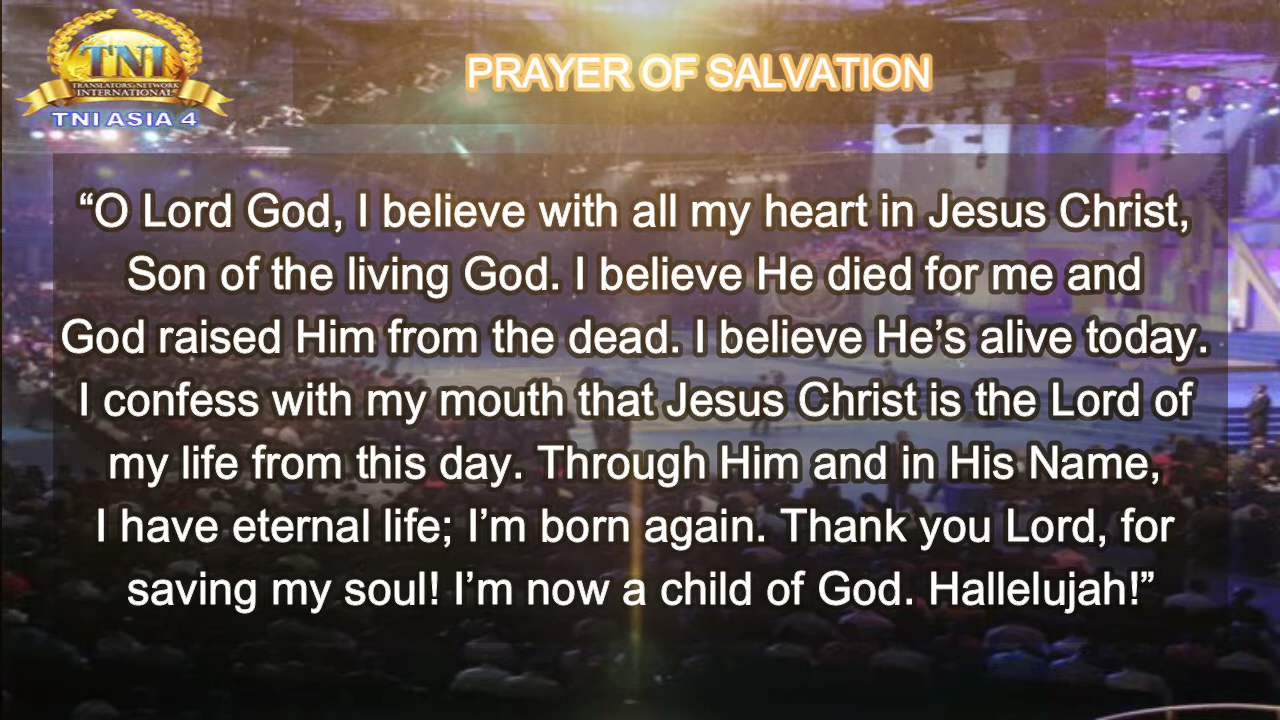 TNI
TRANSLATORS NETWORK
INTERNATIONAL
TNI ASIA 4
PRAYER OF SALVATION
“O Lord God, I believe with all my heart in Jesus Christ,
Son of the living God. I believe He died for me and
God raised Him from the dead. I believe He’s alive today.
I confess with my mouth that Jesus Christ is the Lord of
my life from this day. Through Him and in His Name,
I have eternal life; I’m born again. Thank you Lord, for
saving my soul! I’m now a child of God. Hallelujah!”